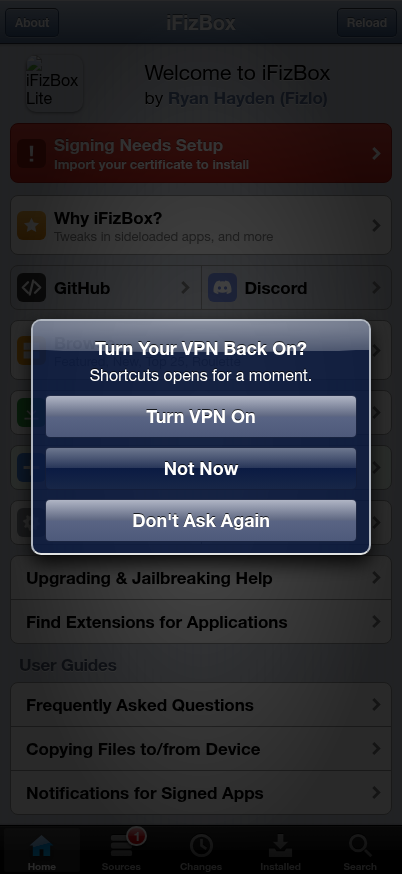 About
iFizBox
Reload
iFizBox
Lite
Welcome to iFizBox
by Ryan Hayden (Fizlo)
Signing Needs Setup
Import your certificate to install
Why iFizBox?
Tweaks in sideloaded apps, and more
GitHub
Discord
Turn Your VPN Back On?
Shortcuts opens for a moment.
Turn VPN On
Not Now
Don't Ask Again
Upgrading & Jailbreaking Help
Find Extensions for Applications
User Guides
Frequently Asked Questions
Copying Files to/from Device
Notifications for Signed Apps
1
Home
Sources
Changes
Installed
Search